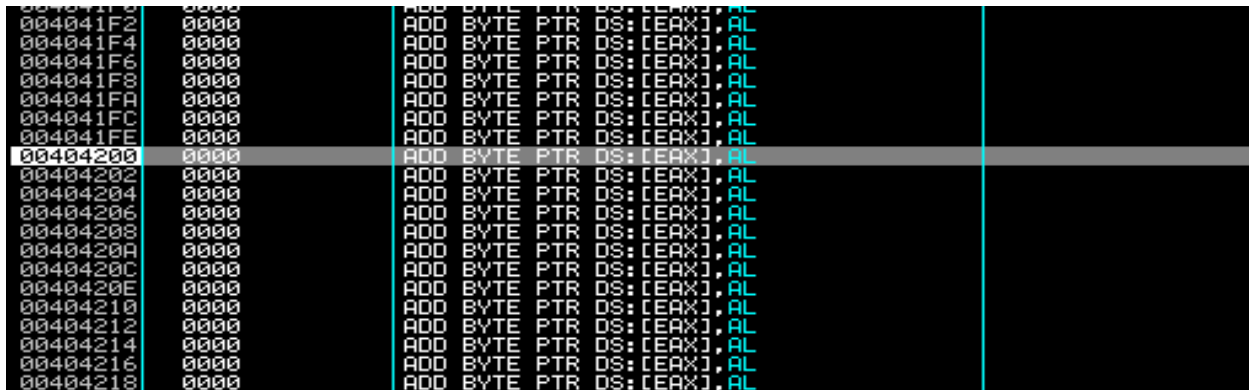 004041F0 0000 ADD BYTE PTR DS:[EAX],AL
004041F2 0000 ADD BYTE PTR DS:[EAX],AL
004041F4 0000 ADD BYTE PTR DS:[EAX],AL
004041F6 0000 ADD BYTE PTR DS:[EAX],AL
004041F8 0000 ADD BYTE PTR DS:[EAX],AL
004041FA 0000 ADD BYTE PTR DS:[EAX],AL
004041FC 0000 ADD BYTE PTR DS:[EAX],AL
004041FE 0000 ADD BYTE PTR DS:[EAX],AL
00404200 0000 ADD BYTE PTR DS:[EAX],AL
00404202 0000 ADD BYTE PTR DS:[EAX],AL
00404204 0000 ADD BYTE PTR DS:[EAX],AL
00404206 0000 ADD BYTE PTR DS:[EAX],AL
00404208 0000 ADD BYTE PTR DS:[EAX],AL
0040420A 0000 ADD BYTE PTR DS:[EAX],AL
0040420C 0000 ADD BYTE PTR DS:[EAX],AL
0040420E 0000 ADD BYTE PTR DS:[EAX],AL
00404210 0000 ADD BYTE PTR DS:[EAX],AL
00404212 0000 ADD BYTE PTR DS:[EAX],AL
00404214 0000 ADD BYTE PTR DS:[EAX],AL
00404216 0000 ADD BYTE PTR DS:[EAX],AL
00404218 0000 ADD BYTE PTR DS:[EAX],AL